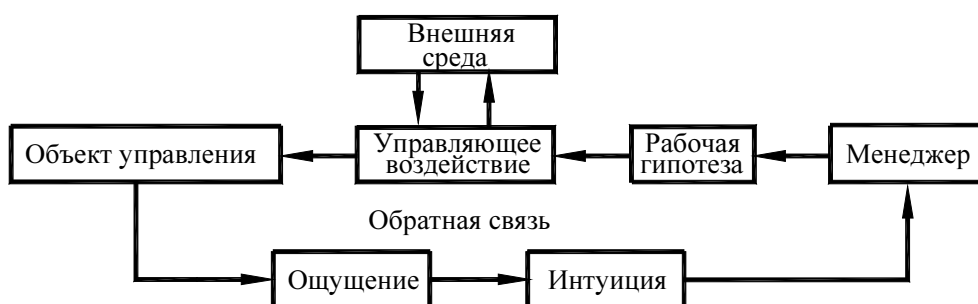 Внешняя
среда
Объект управления
Управляющее
воздействие
Рабочая
гипотеза
Менеджер
Обратная связь
Ощущение
Интуиция